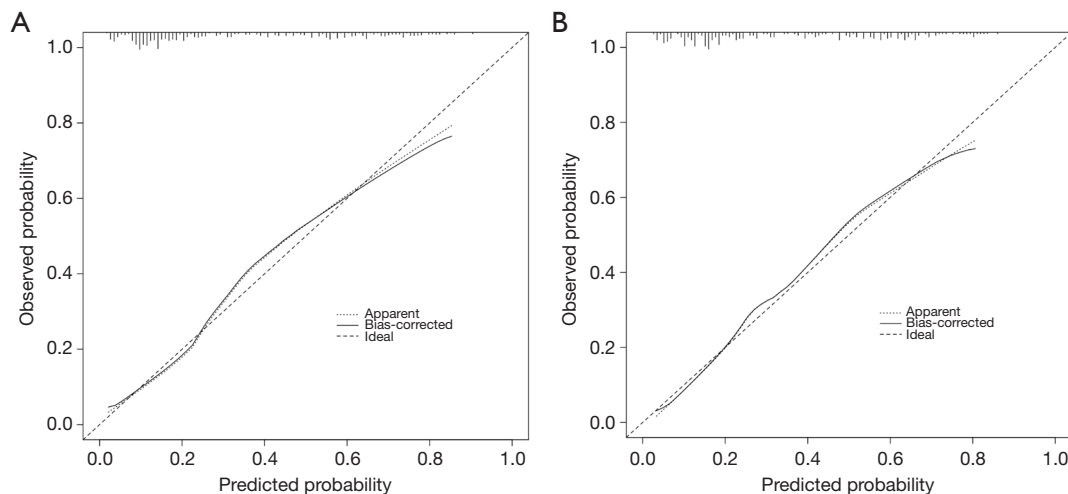 A
1.0
0.8
0.6
0.4
0.2
0.0
Observed probability
Apparent
Bias-corrected
Ideal
0.0 0.2 0.4 0.6 0.8 1.0
Predicted probability
B
1.0
0.8
0.6
0.4
0.2
0.0
Observed probability
Apparent
Bias-corrected
Ideal
0.0 0.2 0.4 0.6 0.8 1.0
Predicted probability